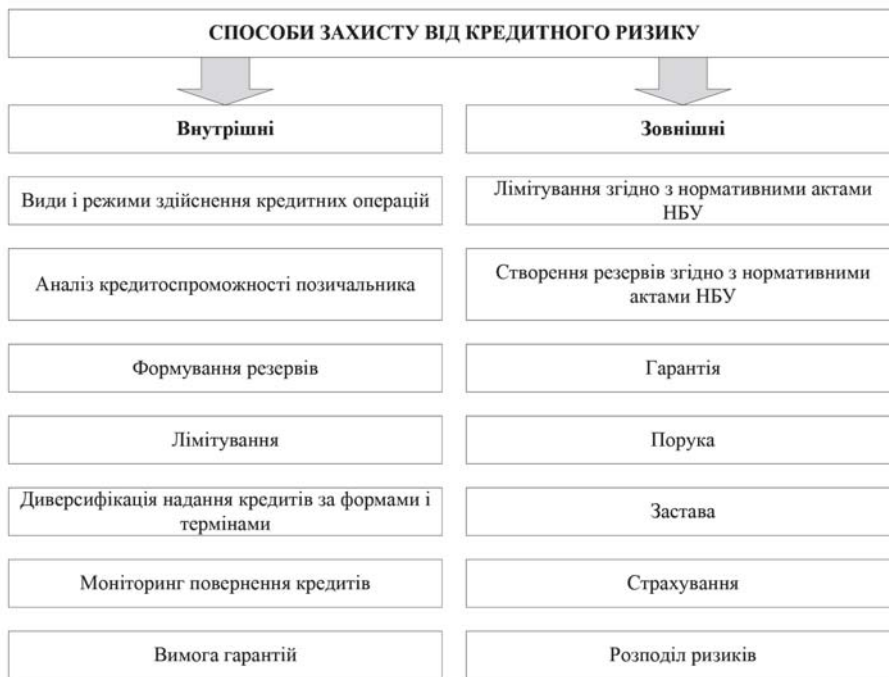 СПОСОБИ ЗАХИСТУ ВІД КРЕДИТНОГО РИЗИКУ
Внутрішні
Види і режими здійснення кредитних операцій
Аналіз кредитоспроможності позичальника
Формування резервів
Лімітування
Диверсифікація надання кредитів за формами і
термінами
Моніторинг повернення кредитів
Вимога гарантій
Зовнішні
Лімітування згідно з нормативними актами
НБУ
Створення резервів згідно з нормативними
актами НБУ
Гарантія
Порука
Застава
Страхування
Розподіл ризиків